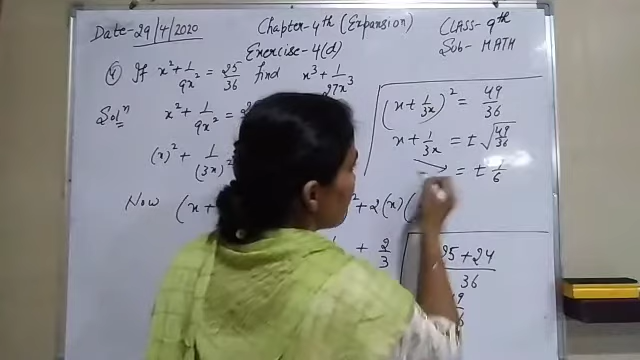 Date-29/4/2020 Chapter-4th (Expansion) CLASS-9th
Exercise-4(d) Sub- MATH
(4) If x² + 1/9x² = 25/36 find x³ + 1/27x³
Solⁿ x² + 1/9x² = 2
(x)² + 1/(3x)²
Now (x + ² + 2(x)(
+ 2/3
(x + 1/3x)² = 49/36
x + 1/3x = ± √49/36
= ±
6
25 + 24
36